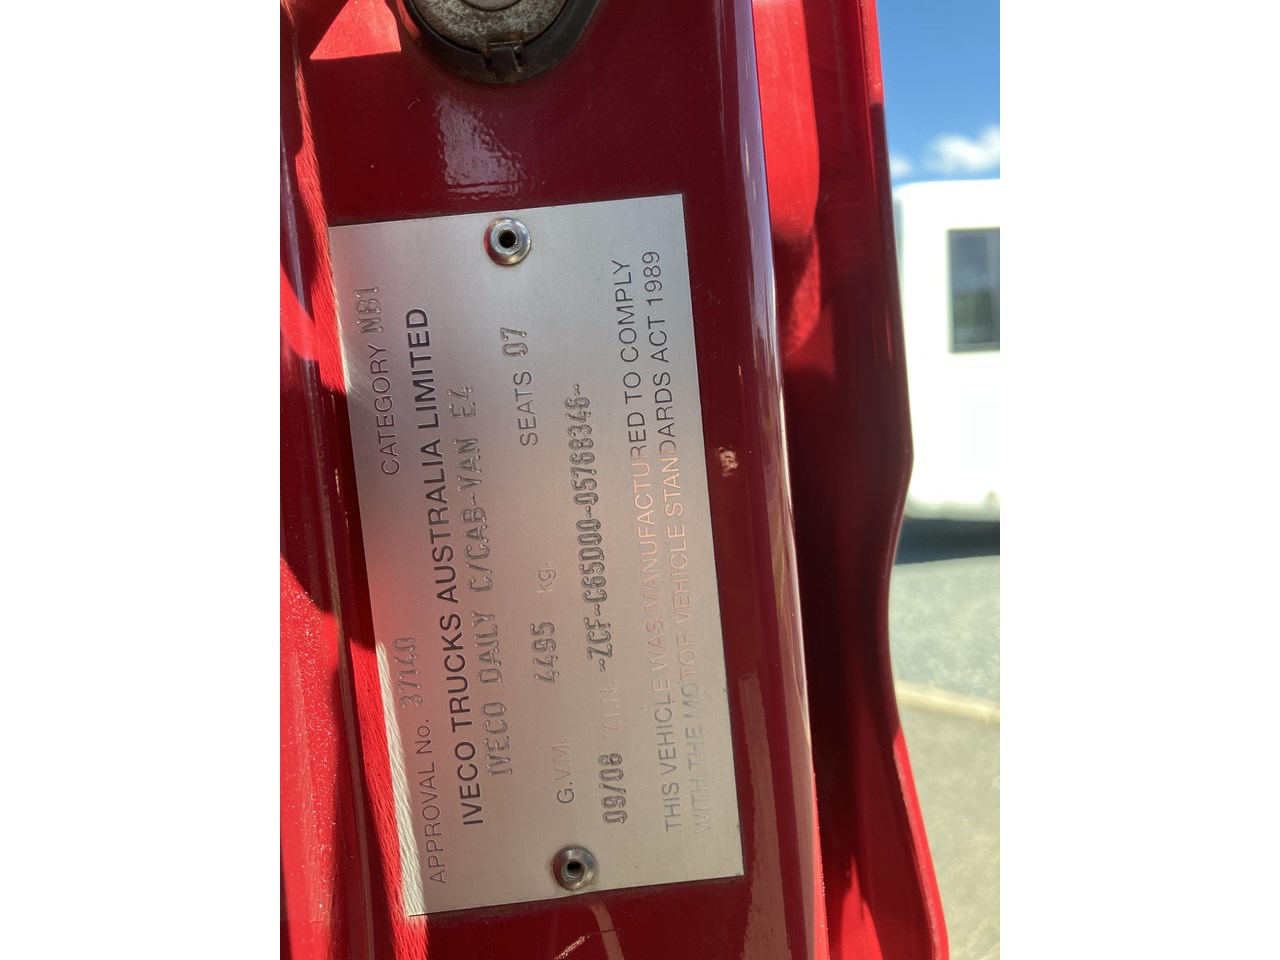 APPROVAL No. 37140 CATEGORY NB1
IVECO TRUCKS AUSTRALIA LIMITED
IVECO DAILY C/CAB-VAN E4
G.V.M. 4495 kg. SEATS 07
09/08 V.I.N. -ZCF-C65D00-05768346-
THIS VEHICLE WAS MANUFACTURED TO COMPLY
WITH THE MOTOR VEHICLE STANDARDS ACT 1989